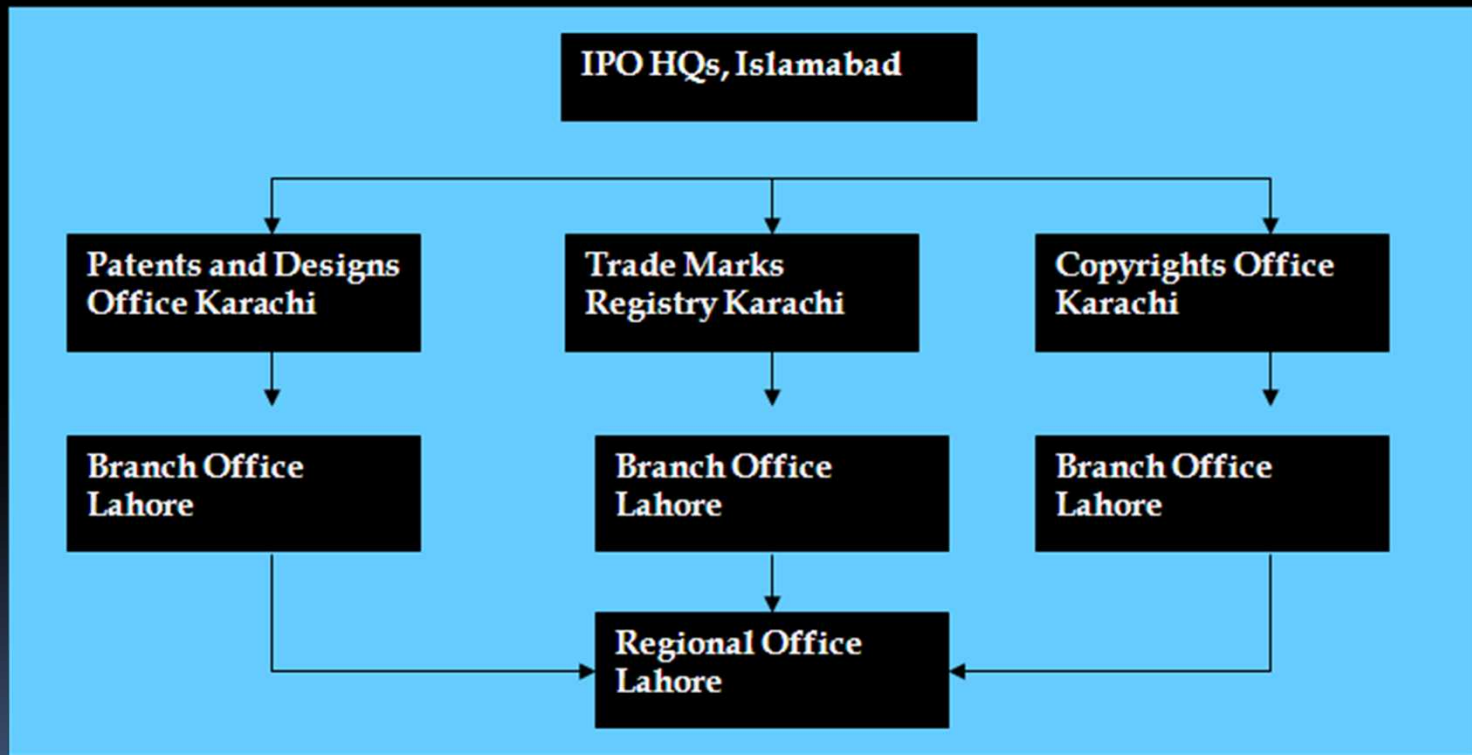 IPO HQs, Islamabad
Patents and Designs
Office Karachi
Trade Marks
Registry Karachi
Copyrights Office
Karachi
Branch Office
Lahore
Branch Office
Lahore
Branch Office
Lahore
Regional Office
Lahore